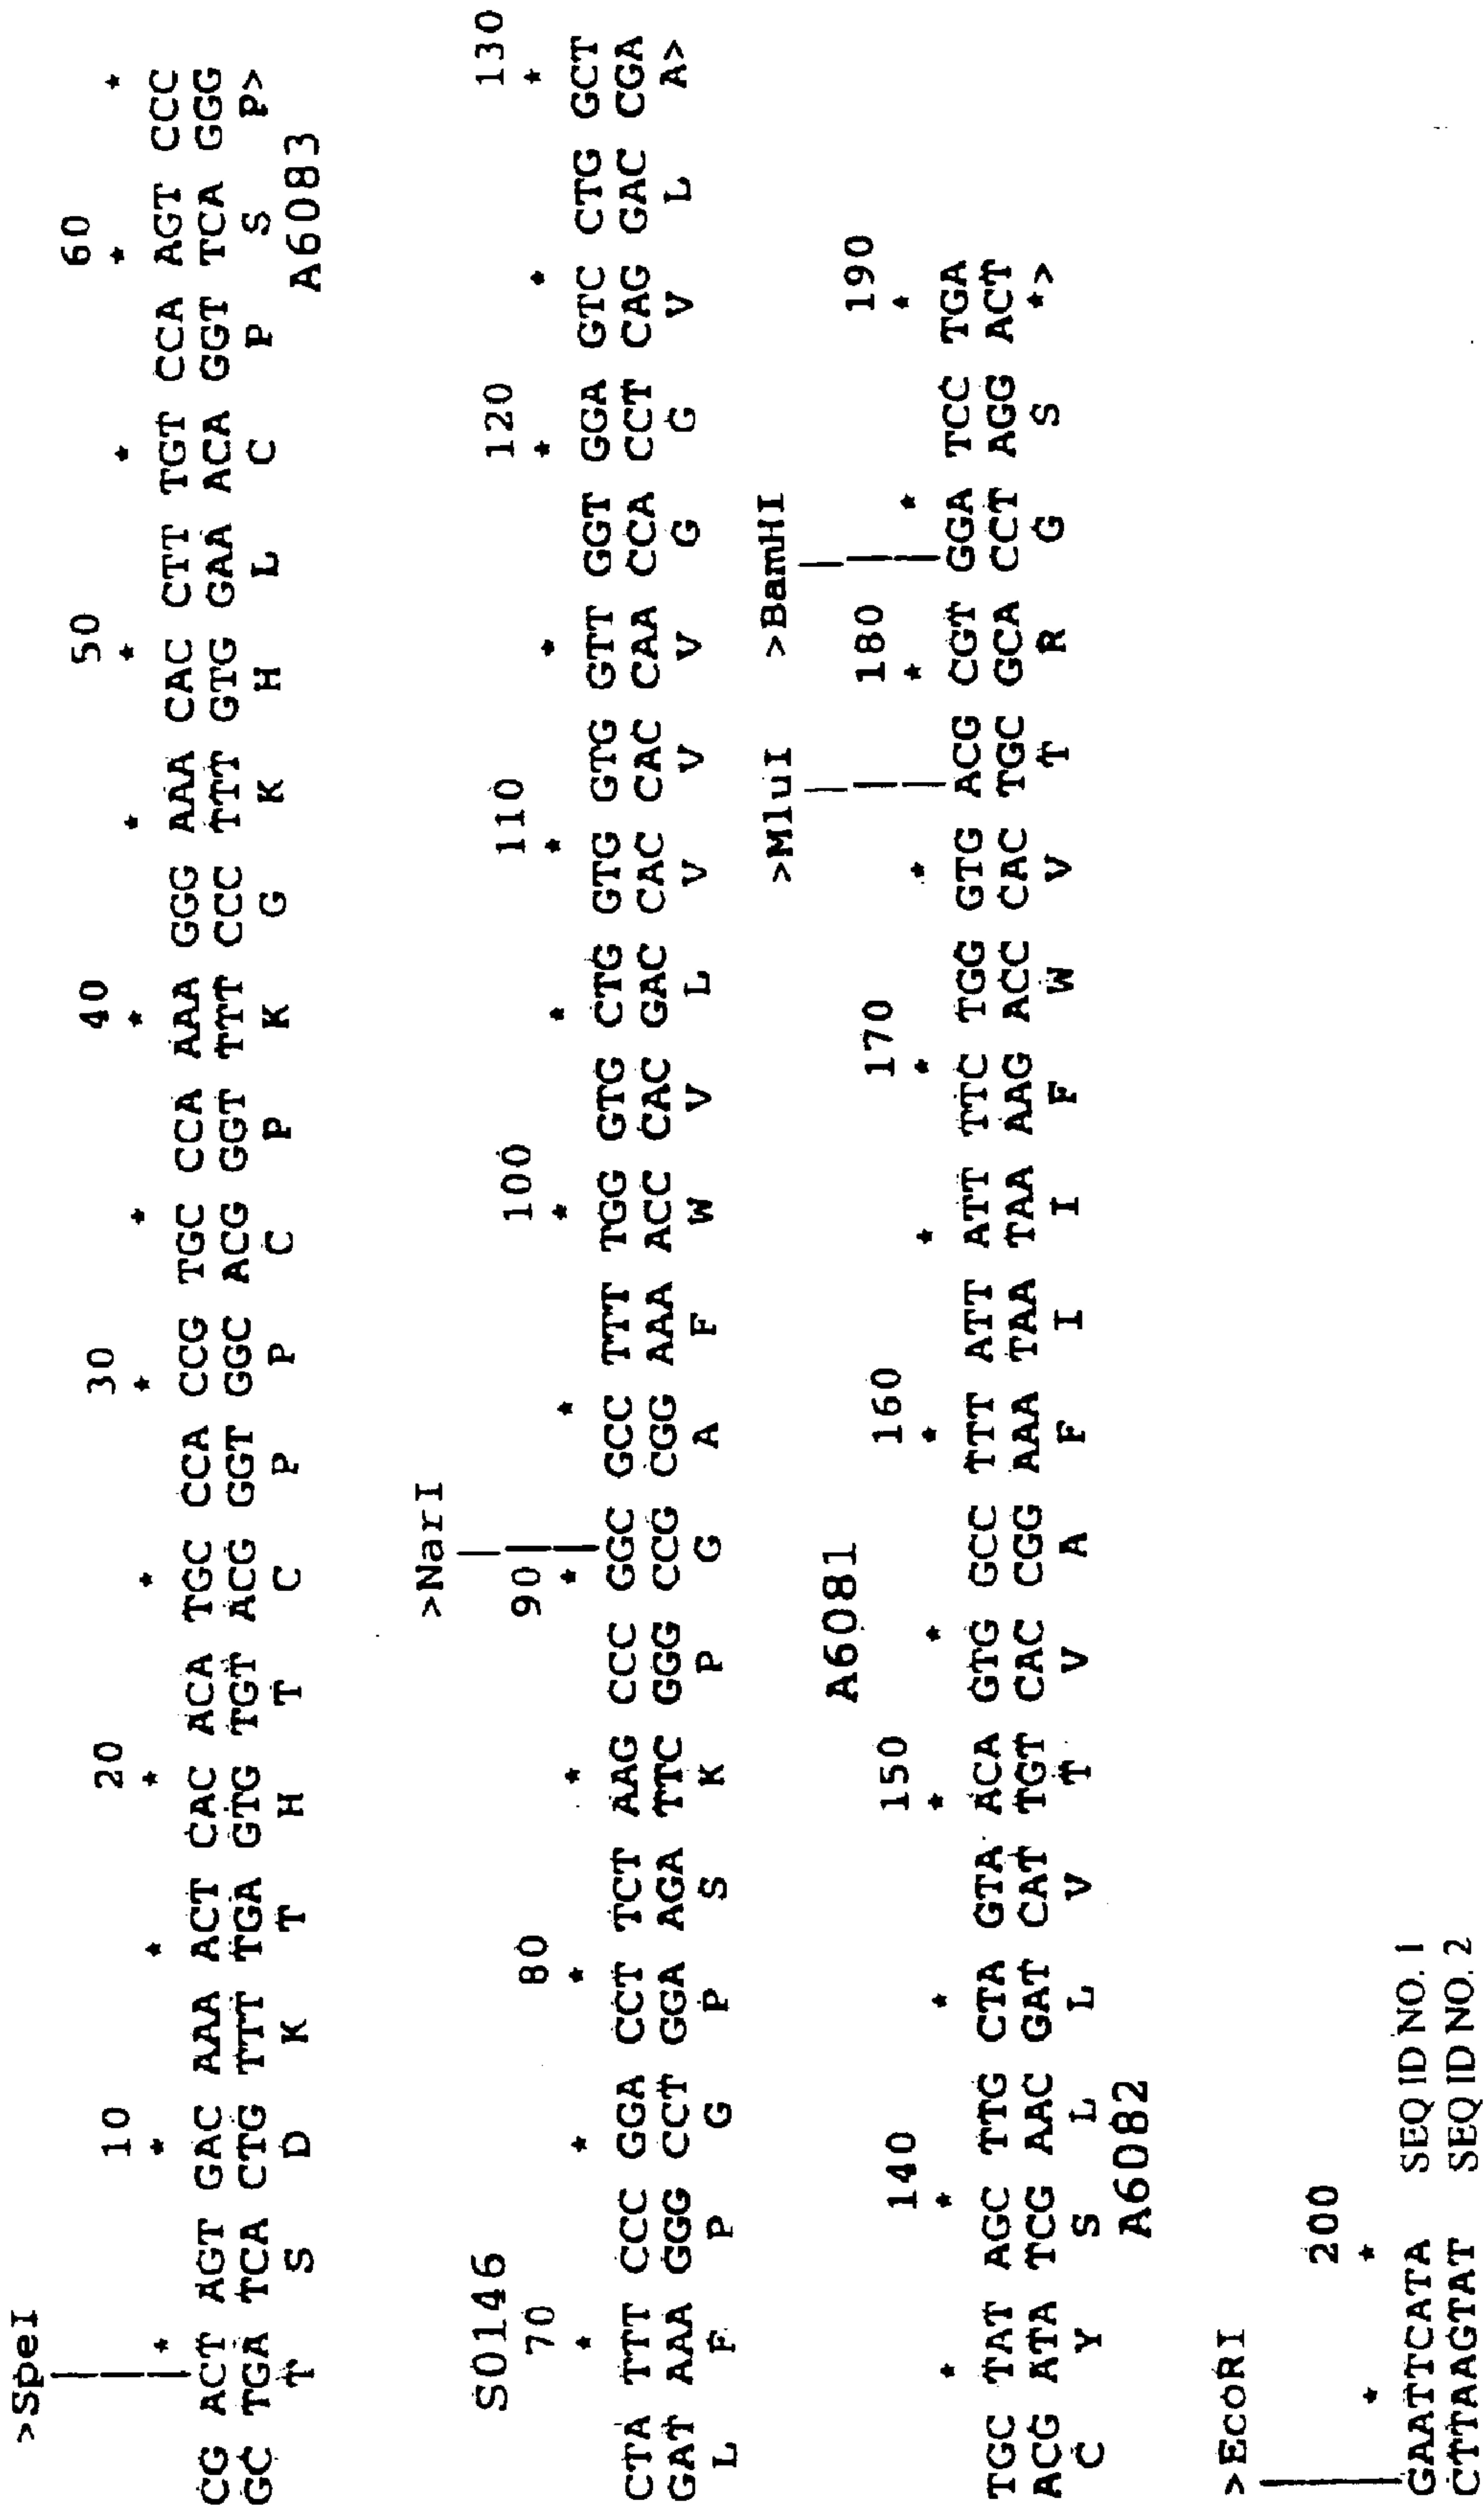 >SpeI
10 20 30 40 50 60
* * * * * * * * * * * * *
CG ACT AGT GAC AAA ACT CAC ACA TGC CCA CCG TGC CCA AAA GGG AAA CAC CTT TGT CCA AGT CCC
GC TGA TCA CTG TTT TGA GTG TGT ACG GGT GGC ACG GGT TTT CCC TTT GTG GAA ACA GGT TCA GGG
T S D K T H T C P P C P K G K H L C P S P>
A6083
>NarI
S0146
70 80 90 100 110 120 130
* * * * * * * * * * * * *
CTA TTT CCC GGA CCT TCT AAG CCC GGC GCC TTT TGG GTG CTG GTG GTG GTT GGT GGA GTC CTG GCT
GAT AAA GGG CCT GGA AGA TTC GGG CCG CGG AAA ACC CAC GAC CAC CAC CAA CCA CCT CAG GAC CGA
L F P G P S K P G A F W V L V V V G G V L A>
>MluI >BamHI
A6081
140 150 160 170 180 190
* * * * * * * * * * * *
TGC TAT AGC TTG CTA GTA ACA GTG GCC TTT ATT ATT TTC TGG GTG ACG CGT GGA TCC TGA
ACG ATA TCG AAC GAT CAT TGT CAC CGG AAA TAA TAA AAG ACC CAC TGC GCA CCT AGG ACT
C Y S L L V T V A F I I F W V T R G S *>
A6082
>EcoRI
200
* *
GAATTCATA SEQ ID NO. 1
CTTAAGTAT SEQ ID NO. 2